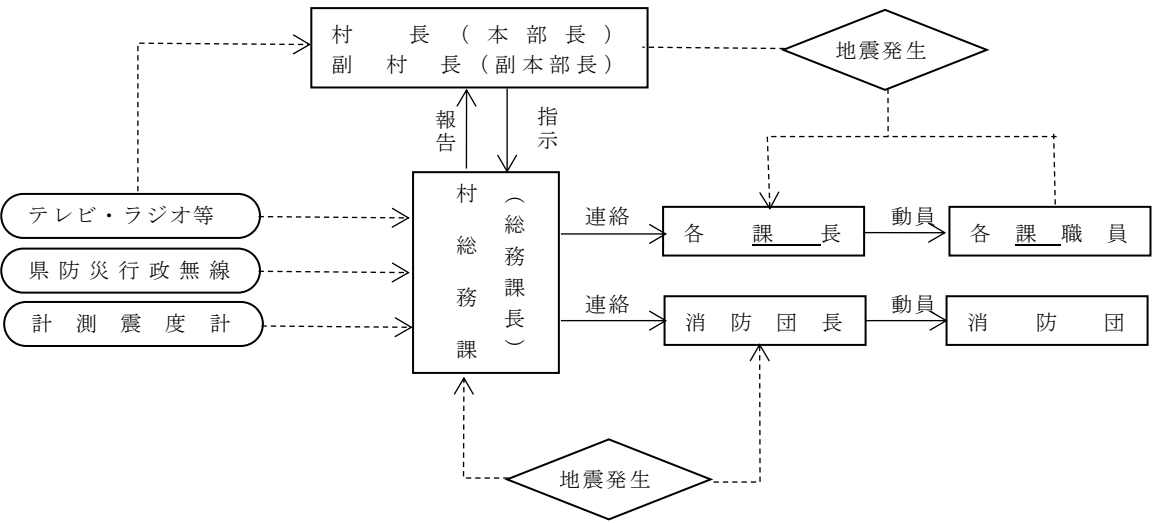 村長（本部長）
副村長（副本部長）
地震発生
報告
指示
テレビ・ラジオ等
県防災行政無線
計測震度計
村総務課
（総務課長）
連絡
各課長
動員
各課職員
連絡
消防団長
動員
消防団
地震発生